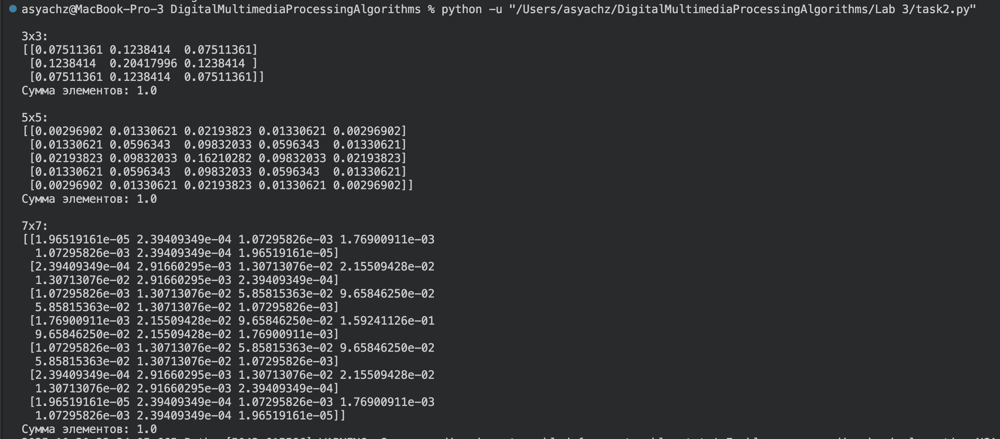 asyachz@MacBook-Pro-3 DigitalMultimediaProcessingAlgorithms % python -u "/Users/asyachz/DigitalMultimediaProcessingAlgorithms/Lab 3/task2.py"
3x3:
[[0.07511361 0.1238414  0.07511361]
 [0.1238414  0.20417996 0.1238414 ]
 [0.07511361 0.1238414  0.07511361]]
Сумма элементов: 1.0
5x5:
[[0.00296902 0.01330621 0.02193823 0.01330621 0.00296902]
 [0.01330621 0.0596343  0.09832033 0.0596343  0.01330621]
 [0.02193823 0.09832033 0.16210282 0.09832033 0.02193823]
 [0.01330621 0.0596343  0.09832033 0.0596343  0.01330621]
 [0.00296902 0.01330621 0.02193823 0.01330621 0.00296902]]
Сумма элементов: 1.0
7x7:
[[1.96519161e-05 2.39409349e-04 1.07295826e-03 1.76900911e-03
  1.07295826e-03 2.39409349e-04 1.96519161e-05]
 [2.39409349e-04 2.91660295e-03 1.30713076e-02 2.15509428e-02
  1.30713076e-02 2.91660295e-03 2.39409349e-04]
 [1.07295826e-03 1.30713076e-02 5.85815363e-02 9.65846250e-02
  5.85815363e-02 1.30713076e-02 1.07295826e-03]
 [1.76900911e-03 2.15509428e-02 9.65846250e-02 1.59241126e-01
  9.65846250e-02 2.15509428e-02 1.76900911e-03]
 [1.07295826e-03 1.30713076e-02 5.85815363e-02 9.65846250e-02
  5.85815363e-02 1.30713076e-02 1.07295826e-03]
 [2.39409349e-04 2.91660295e-03 1.30713076e-02 2.15509428e-02
  1.30713076e-02 2.91660295e-03 2.39409349e-04]
 [1.96519161e-05 2.39409349e-04 1.07295826e-03 1.76900911e-03
  1.07295826e-03 2.39409349e-04 1.96519161e-05]]
Сумма элементов: 1.0